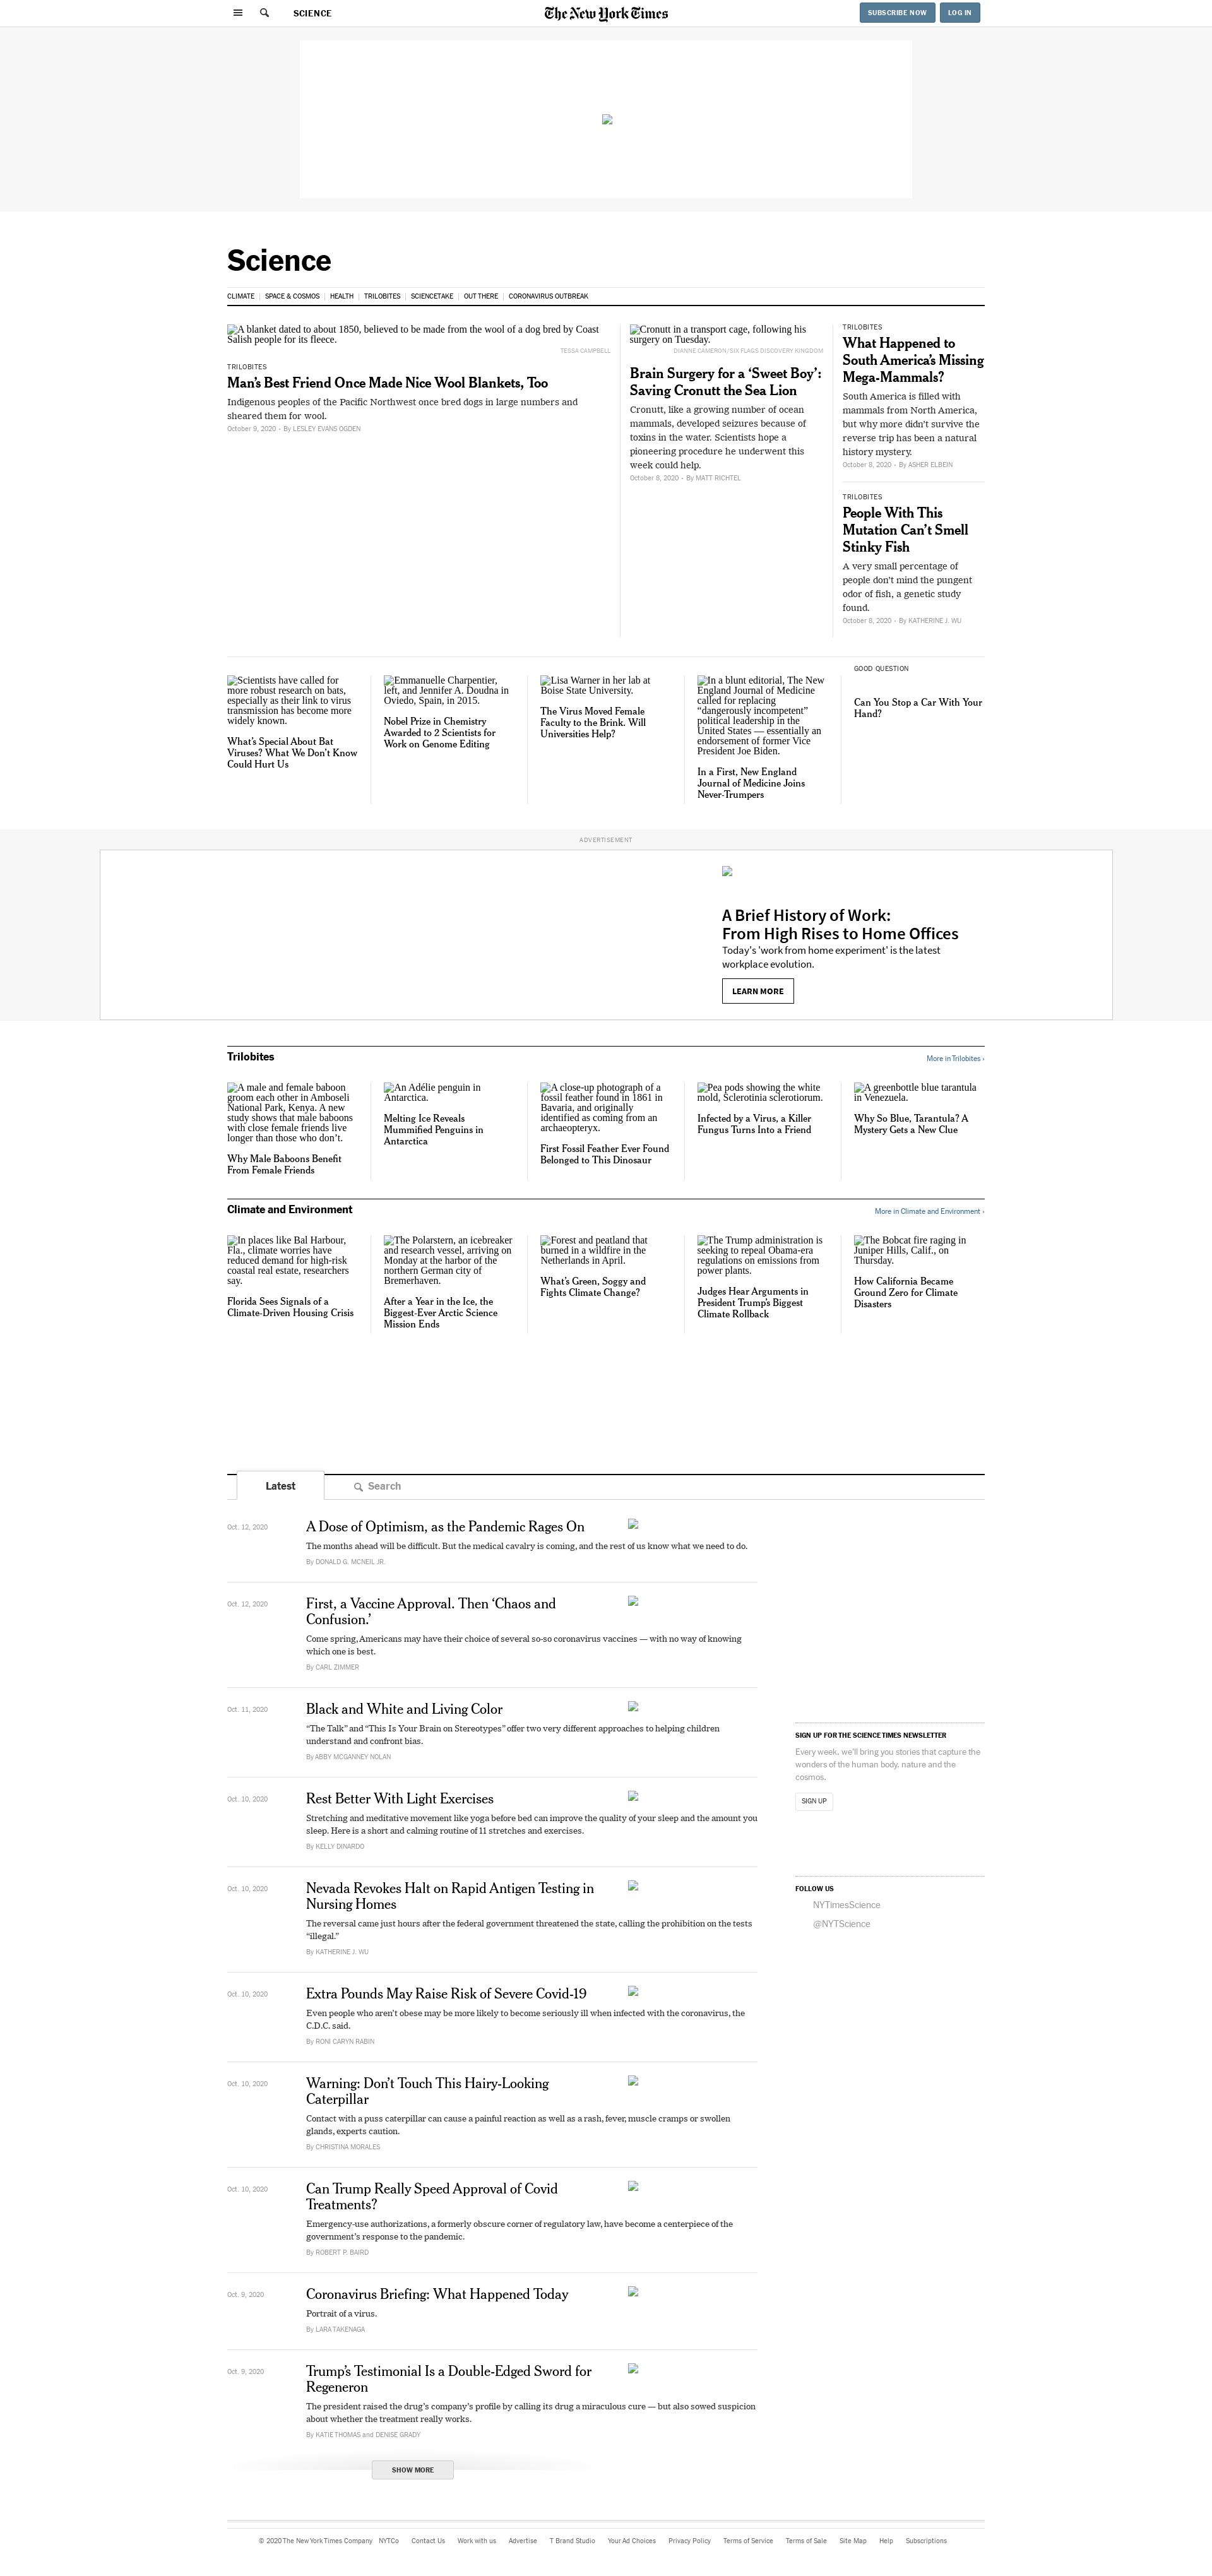 SCIENCE
The New York Times
SUBSCRIBE NOW
LOG IN
Science
CLIMATE
SPACE & COSMOS
HEALTH
TRILOBITES
SCIENCETAKE
OUT THERE
CORONAVIRUS OUTBREAK
A blanket dated to about 1850, believed to be made from the wool of a dog bred by Coast
Salish people for its fleece.
TESSA CAMPBELL
TRILOBITES
Man’s Best Friend Once Made Nice Wool Blankets, Too
Indigenous peoples of the Pacific Northwest once bred dogs in large numbers and
sheared them for wool.
October 9, 2020 - By LESLEY EVANS OGDEN
Cronutt in a transport cage, following his
surgery on Tuesday.
DIANNE CAMERON/SIX FLAGS DISCOVERY KINGDOM
Brain Surgery for a ‘Sweet Boy’:
Saving Cronutt the Sea Lion
Cronutt, like a growing number of ocean
mammals, developed seizures because of
toxins in the water. Scientists hope a
pioneering procedure he underwent this
week could help.
October 8, 2020 - By MATT RICHTEL
TRILOBITES
What Happened to
South America’s Missing
Mega-Mammals?
South America is filled with
mammals from North America,
but why more didn’t survive the
reverse trip has been a natural
history mystery.
October 8, 2020 - By ASHER ELBEIN
TRILOBITES
People With This
Mutation Can’t Smell
Stinky Fish
A very small percentage of
people don’t mind the pungent
odor of fish, a genetic study
found.
October 8, 2020 - By KATHERINE J. WU
Scientists have called for
more robust research on bats,
especially as their link to virus
transmission has become more
widely known.
What’s Special About Bat
Viruses? What We Don’t Know
Could Hurt Us
Emmanuelle Charpentier,
left, and Jennifer A. Doudna in
Oviedo, Spain, in 2015.
Nobel Prize in Chemistry
Awarded to 2 Scientists for
Work on Genome Editing
Lisa Warner in her lab at
Boise State University.
The Virus Moved Female
Faculty to the Brink. Will
Universities Help?
In a blunt editorial, The New
England Journal of Medicine
called for replacing
“dangerously incompetent”
political leadership in the
United States — essentially an
endorsement of former Vice
President Joe Biden.
In a First, New England
Journal of Medicine Joins
Never-Trumpers
GOOD QUESTION
Can You Stop a Car With Your
Hand?
ADVERTISEMENT
A Brief History of Work:
From High Rises to Home Offices
Today's 'work from home experiment' is the latest
workplace evolution.
LEARN MORE
Trilobites
More in Trilobites ›
A male and female baboon
groom each other in Amboseli
National Park, Kenya. A new
study shows that male baboons
with close female friends live
longer than those who don’t.
Why Male Baboons Benefit
From Female Friends
An Adélie penguin in
Antarctica.
Melting Ice Reveals
Mummified Penguins in
Antarctica
A close-up photograph of a
fossil feather found in 1861 in
Bavaria, and originally
identified as coming from an
archaeopteryx.
First Fossil Feather Ever Found
Belonged to This Dinosaur
Pea pods showing the white
mold, Sclerotinia sclerotiorum.
Infected by a Virus, a Killer
Fungus Turns Into a Friend
A greenbottle blue tarantula
in Venezuela.
Why So Blue, Tarantula? A
Mystery Gets a New Clue
Climate and Environment
More in Climate and Environment ›
In places like Bal Harbour,
Fla., climate worries have
reduced demand for high-risk
coastal real estate, researchers
say.
Florida Sees Signals of a
Climate-Driven Housing Crisis
The Polarstern, an icebreaker
and research vessel, arriving on
Monday at the harbor of the
northern German city of
Bremerhaven.
After a Year in the Ice, the
Biggest-Ever Arctic Science
Mission Ends
Forest and peatland that
burned in a wildfire in the
Netherlands in April.
What’s Green, Soggy and
Fights Climate Change?
The Trump administration is
seeking to repeal Obama-era
regulations on emissions from
power plants.
Judges Hear Arguments in
President Trump’s Biggest
Climate Rollback
The Bobcat fire raging in
Juniper Hills, Calif., on
Thursday.
How California Became
Ground Zero for Climate
Disasters
Latest
Search
Oct. 12, 2020
A Dose of Optimism, as the Pandemic Rages On
The months ahead will be difficult. But the medical cavalry is coming, and the rest of us know what we need to do.
By DONALD G. MCNEIL JR.
Oct. 12, 2020
First, a Vaccine Approval. Then ‘Chaos and
Confusion.’
Come spring, Americans may have their choice of several so-so coronavirus vaccines — with no way of knowing
which one is best.
By CARL ZIMMER
Oct. 11, 2020
Black and White and Living Color
“The Talk” and “This Is Your Brain on Stereotypes” offer two very different approaches to helping children
understand and confront bias.
By ABBY MCGANNEY NOLAN
Oct. 10, 2020
Rest Better With Light Exercises
Stretching and meditative movement like yoga before bed can improve the quality of your sleep and the amount you
sleep. Here is a short and calming routine of 11 stretches and exercises.
By KELLY DINARDO
Oct. 10, 2020
Nevada Revokes Halt on Rapid Antigen Testing in
Nursing Homes
The reversal came just hours after the federal government threatened the state, calling the prohibition on the tests
“illegal.”
By KATHERINE J. WU
Oct. 10, 2020
Extra Pounds May Raise Risk of Severe Covid-19
Even people who aren’t obese may be more likely to become seriously ill when infected with the coronavirus, the
C.D.C. said.
By RONI CARYN RABIN
Oct. 10, 2020
Warning: Don’t Touch This Hairy-Looking
Caterpillar
Contact with a puss caterpillar can cause a painful reaction as well as a rash, fever, muscle cramps or swollen
glands, experts caution.
By CHRISTINA MORALES
Oct. 10, 2020
Can Trump Really Speed Approval of Covid
Treatments?
Emergency-use authorizations, a formerly obscure corner of regulatory law, have become a centerpiece of the
government’s response to the pandemic.
By ROBERT P. BAIRD
Oct. 9, 2020
Coronavirus Briefing: What Happened Today
Portrait of a virus.
By LARA TAKENAGA
Oct. 9, 2020
Trump’s Testimonial Is a Double-Edged Sword for
Regeneron
The president raised the drug’s company’s profile by calling its drug a miraculous cure — but also sowed suspicion
about whether the treatment really works.
By KATIE THOMAS and DENISE GRADY
SHOW MORE
SIGN UP FOR THE SCIENCE TIMES NEWSLETTER
Every week, we'll bring you stories that capture the
wonders of the human body, nature and the
cosmos.
SIGN UP
FOLLOW US
NYTimesScience
@NYTScience
© 2020 The New York Times Company
NYTCo
Contact Us
Work with us
Advertise
T Brand Studio
Your Ad Choices
Privacy Policy
Terms of Service
Terms of Sale
Site Map
Help
Subscriptions